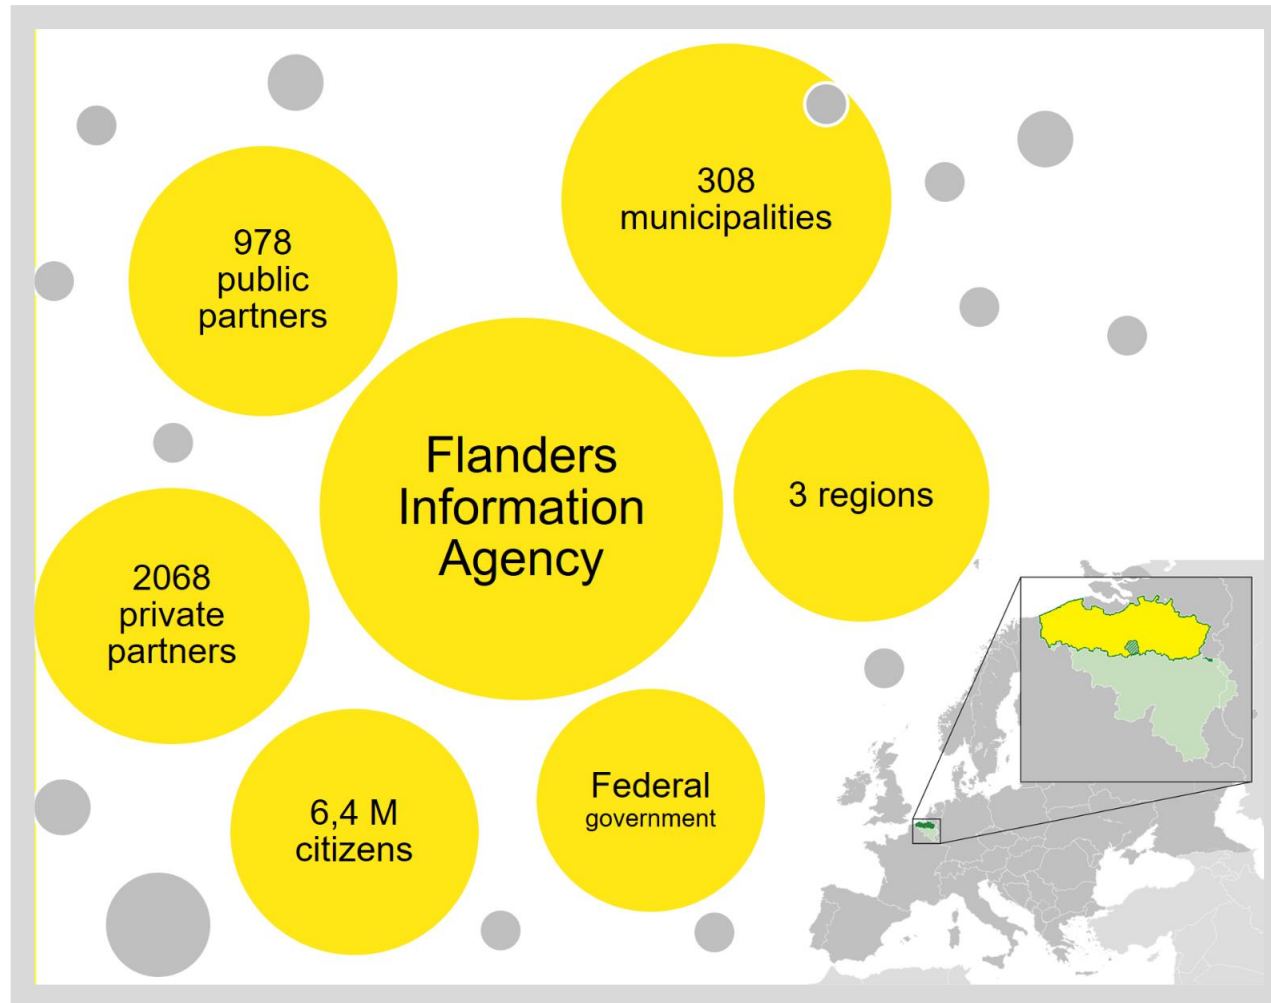 308
municipalities
978
public
partners
Flanders
Information
Agency
3 regions
2068
private
partners
Federal
government
6,4 M
citizens